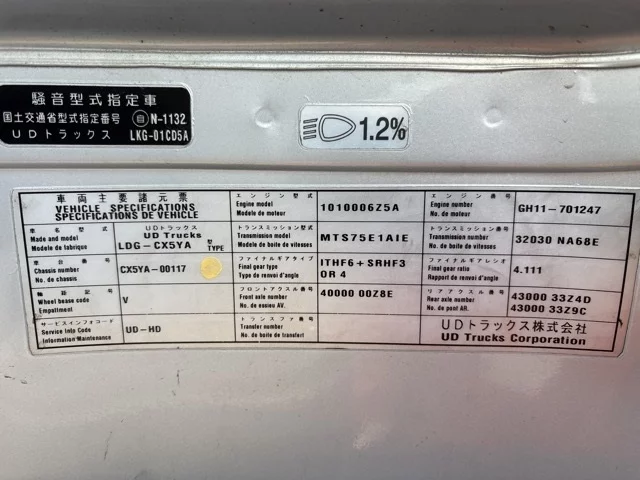 騒音型式指定車
国土交通省型式指定番号 自N-1132
UDトラックス LKG-01CD5A
1.2%
車両主要諸元票
VEHICLE SPECIFICATIONS
SPECIFICATIONS DE VEHICLE
エンジン型式
Engine model
Modele de moteur
1010006Z5A
エンジン番号
Engine number
No. de moteur
GH11-701247
車名・型式
Made and model
Modele de fabrique
UDトラックス
UD Trucks
LDG-CX5YA 型 TYPE
トランスミッション型式
Transmission model
Modele de boite de vitesses
MTS75E1AIE
トランスミッション番号
Transmission number
No de boite de vitesses
32030 NA68E
車台番号
Chassis number
No. de chassis
CX5YA-00117
ファイナルギアタイプ
Final gear type
Type de renvoi d'angle
ITHF6+SRHF3
OR 4
ファイナルギアレシオ
Final gear ratio
Rapport de renvoi d'angle
4.111
軸距記号
Wheel bease code
Empattment
V
フロントアクスル番号
Front axle number
No. de essieu AV.
40000 00Z8E
リヤアクスル番号
Rear axle number
No. de pont AR.
43000 33Z4D
43000 33Z9C
サービスインフォコード
Service Info Code
Information/Maintenance
UD-HD
トランスファ番号
Transfer number
No. de boite de transfert
UDトラックス株式会社
UD Trucks Corporation